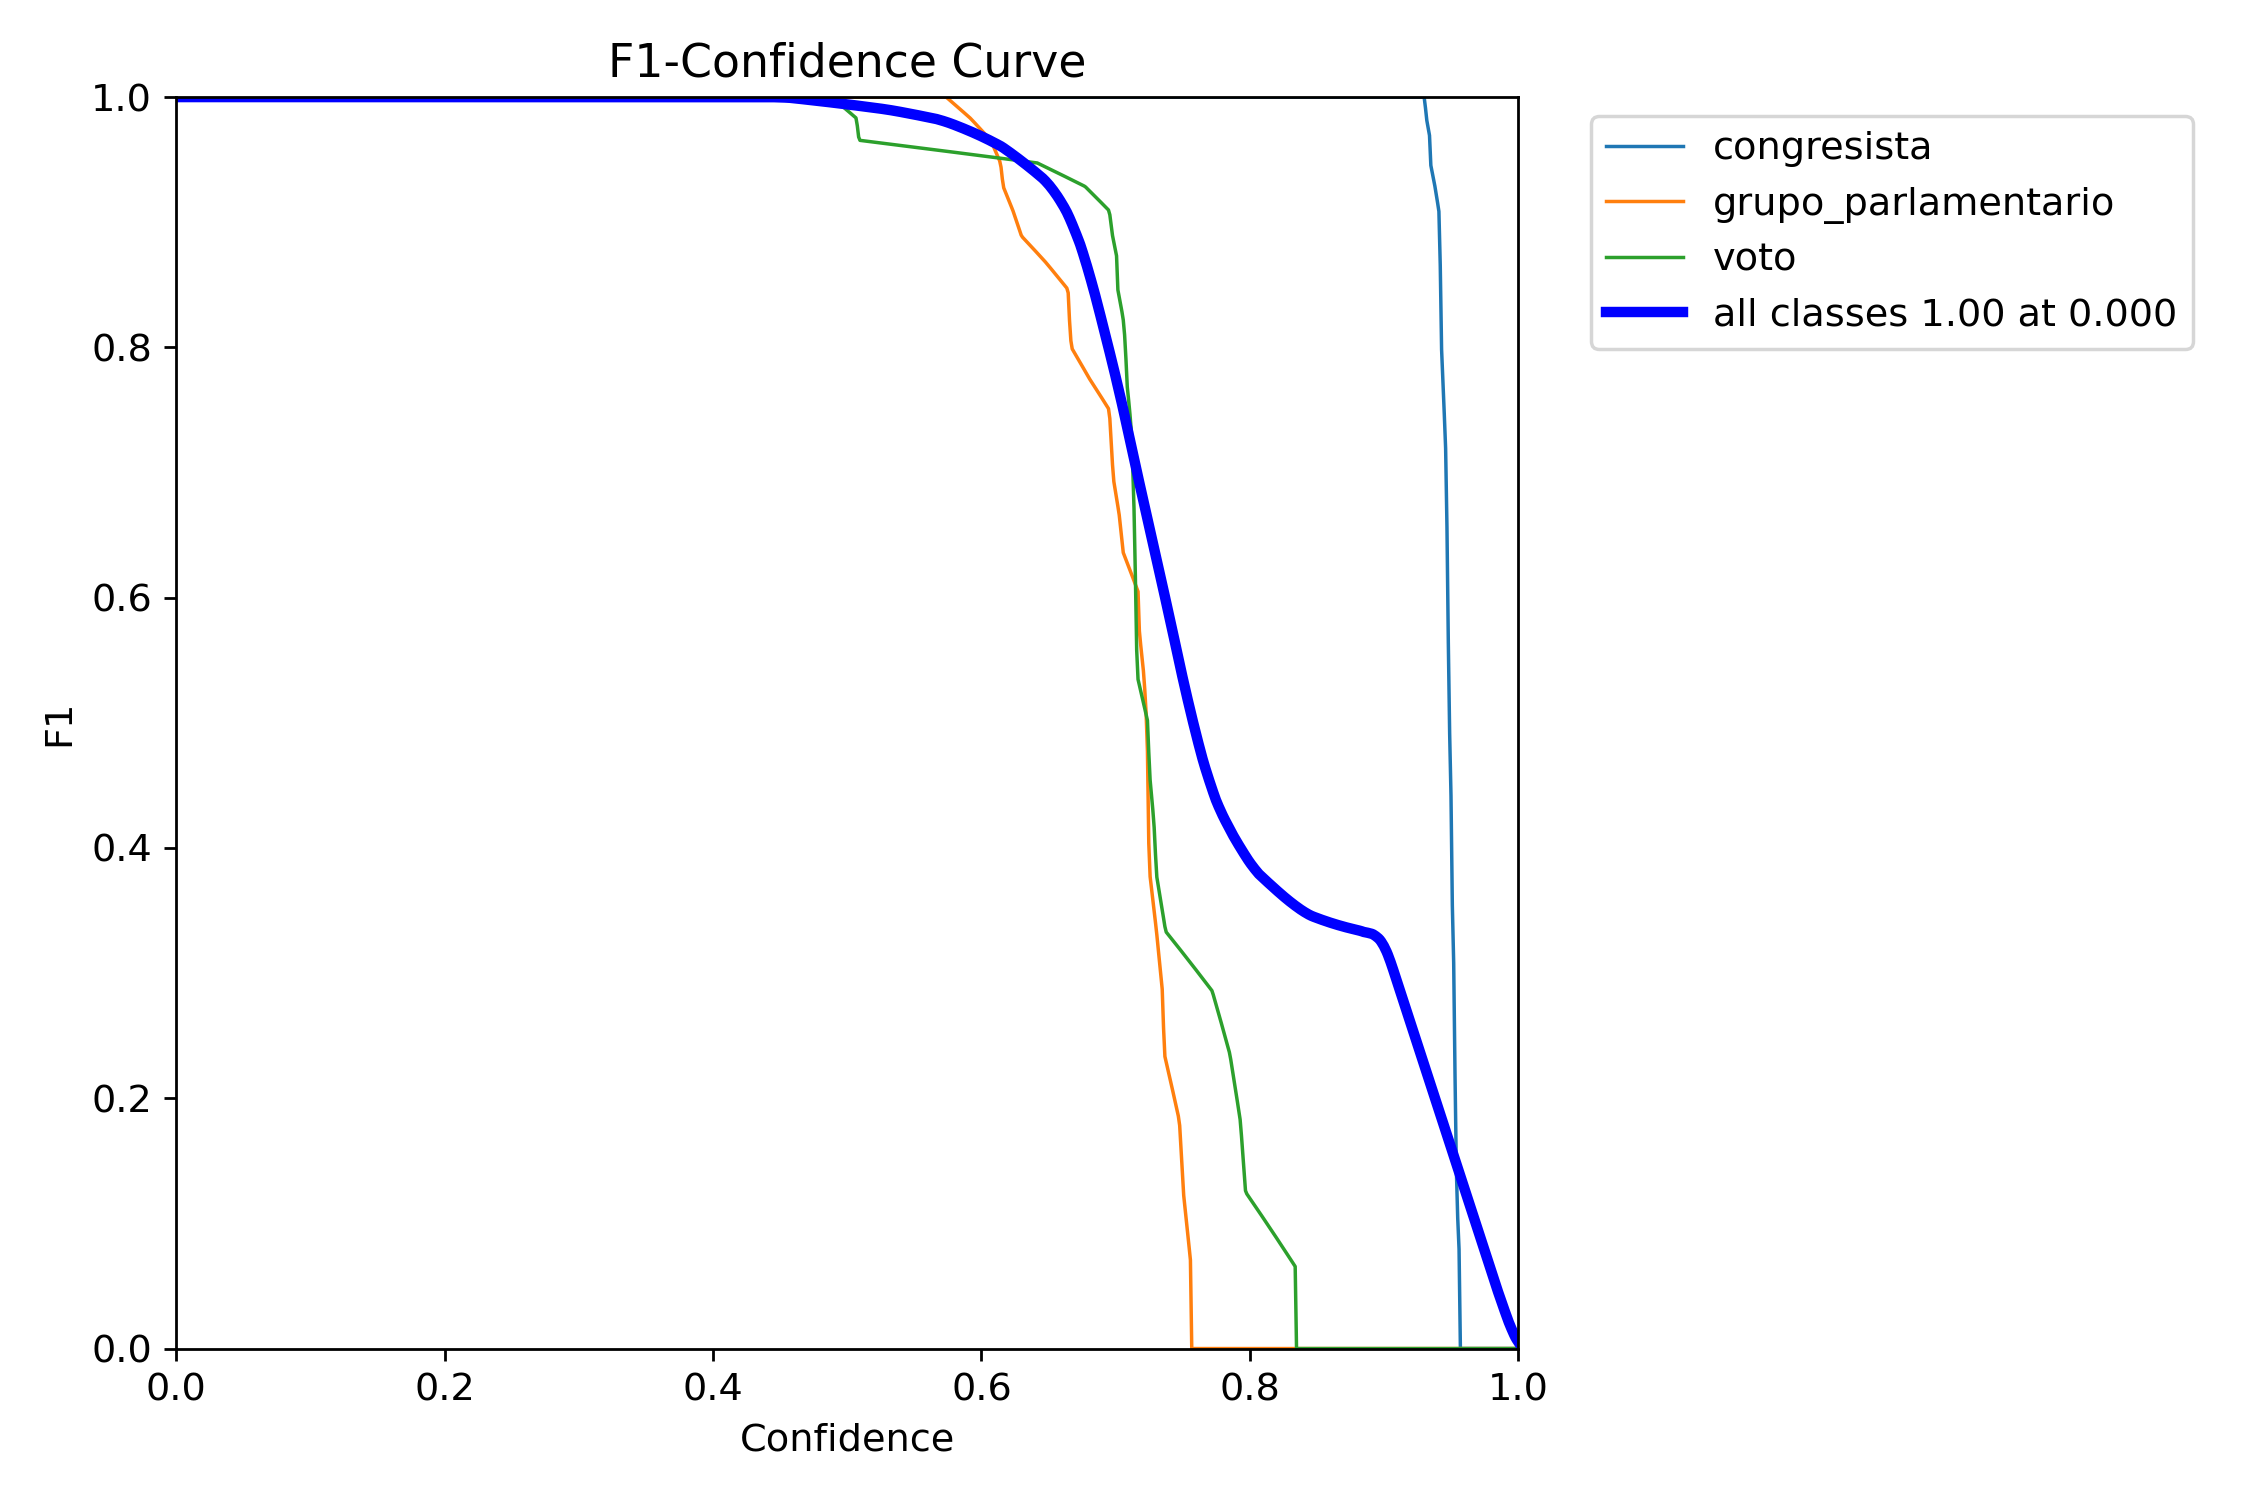 F1-Confidence Curve
1.0
0.8
0.6
0.4
0.2
0.0
F1
0.0 0.2 0.4 0.6 0.8 1.0
Confidence
congresista
grupo_parlamentario
voto
all classes 1.00 at 0.000